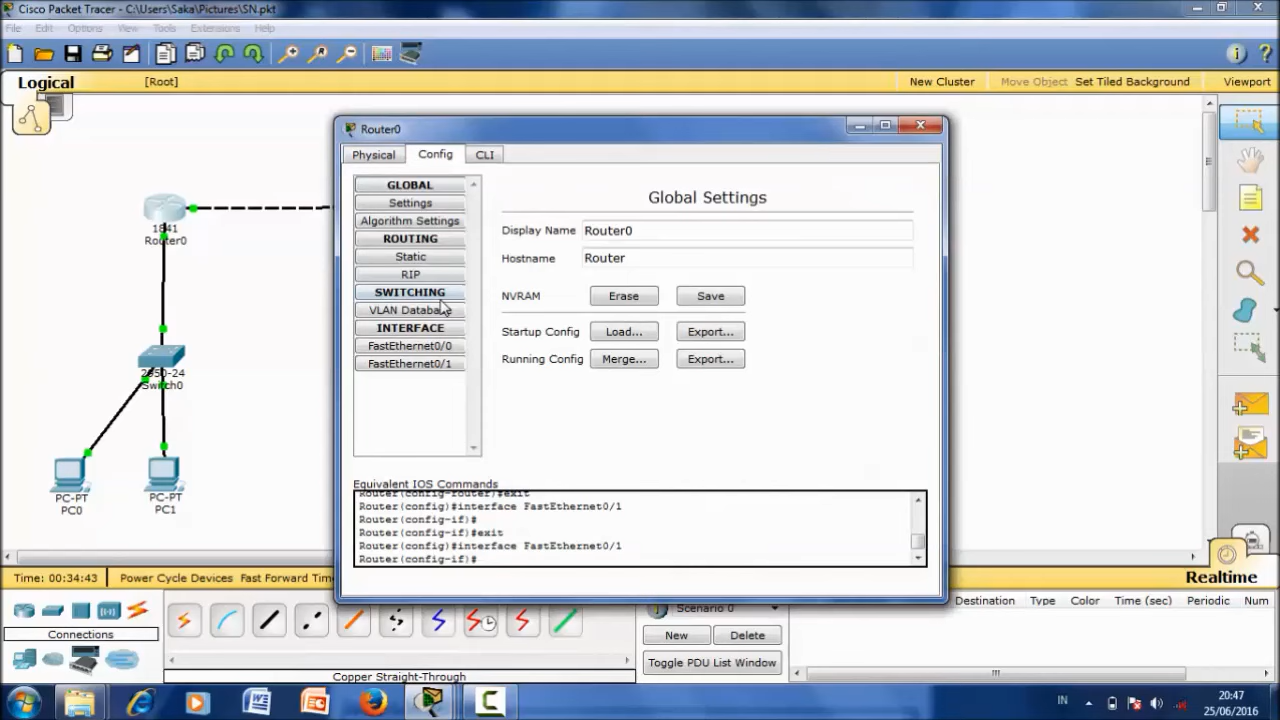 Cisco Packet Tracer - C:\Users\Saka\Pictures\SN.pkt
File Edit Options View Tools Extensions Help
Logical [Root] New Cluster Move Object Set Tiled Background Viewport
Router0
Physical Config CLI
GLOBAL
Settings
Algorithm Settings
ROUTING
Static
RIP
SWITCHING
VLAN Database
INTERFACE
FastEthernet0/0
FastEthernet0/1
Global Settings
Display Name Router0
Hostname Router
NVRAM Erase Save
Startup Config Load... Export...
Running Config Merge... Export...
Equivalent IOS Commands
Router(config-router)#exit
Router(config)#interface FastEthernet0/1
Router(config-if)#
Router(config-if)#exit
Router(config)#interface FastEthernet0/1
Router(config-if)#
1841
Router0
2950-24
Switch0
PC-PT
PC0
PC-PT
PC1
Time: 00:34:43 Power Cycle Devices Fast Forward Tim
Realtime
Connections
Copper Straight-Through
Scenario 0
New Delete
Toggle PDU List Window
Destination Type Color Time (sec) Periodic Num
IN
20:47
25/06/2016